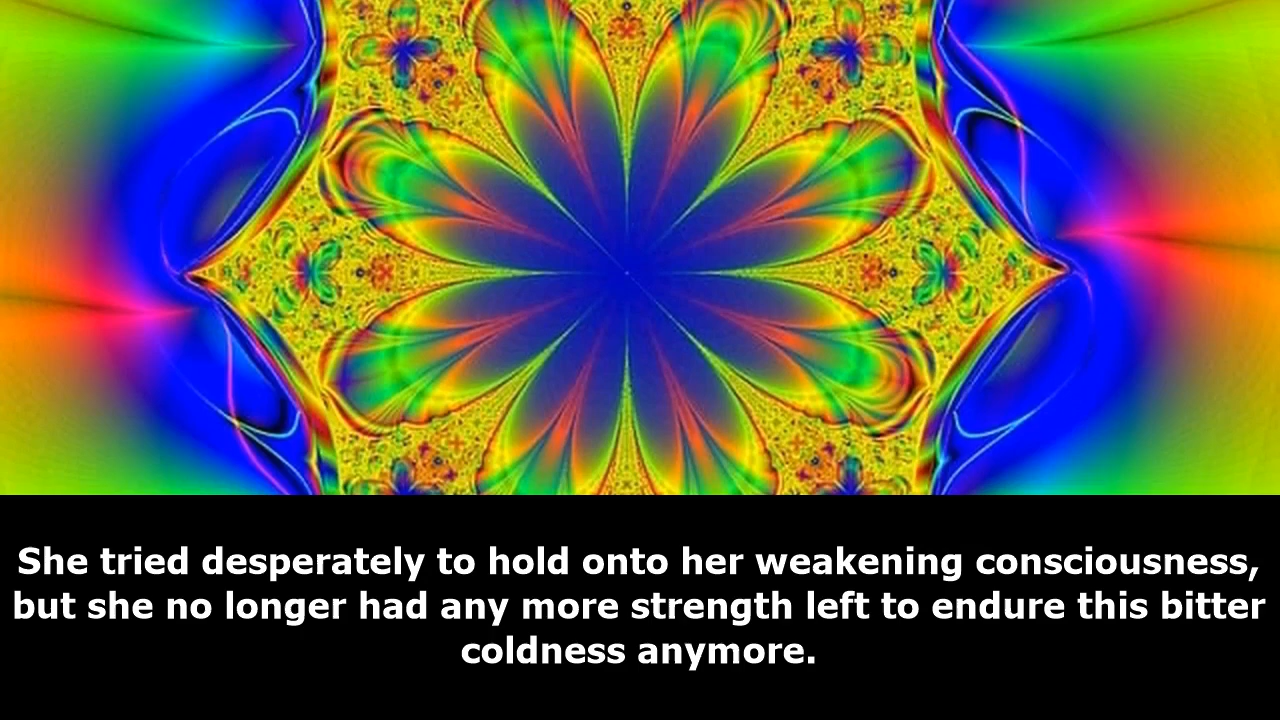 She tried desperately to hold onto her weakening consciousness,
but she no longer had any more strength left to endure this bitter
coldness anymore.